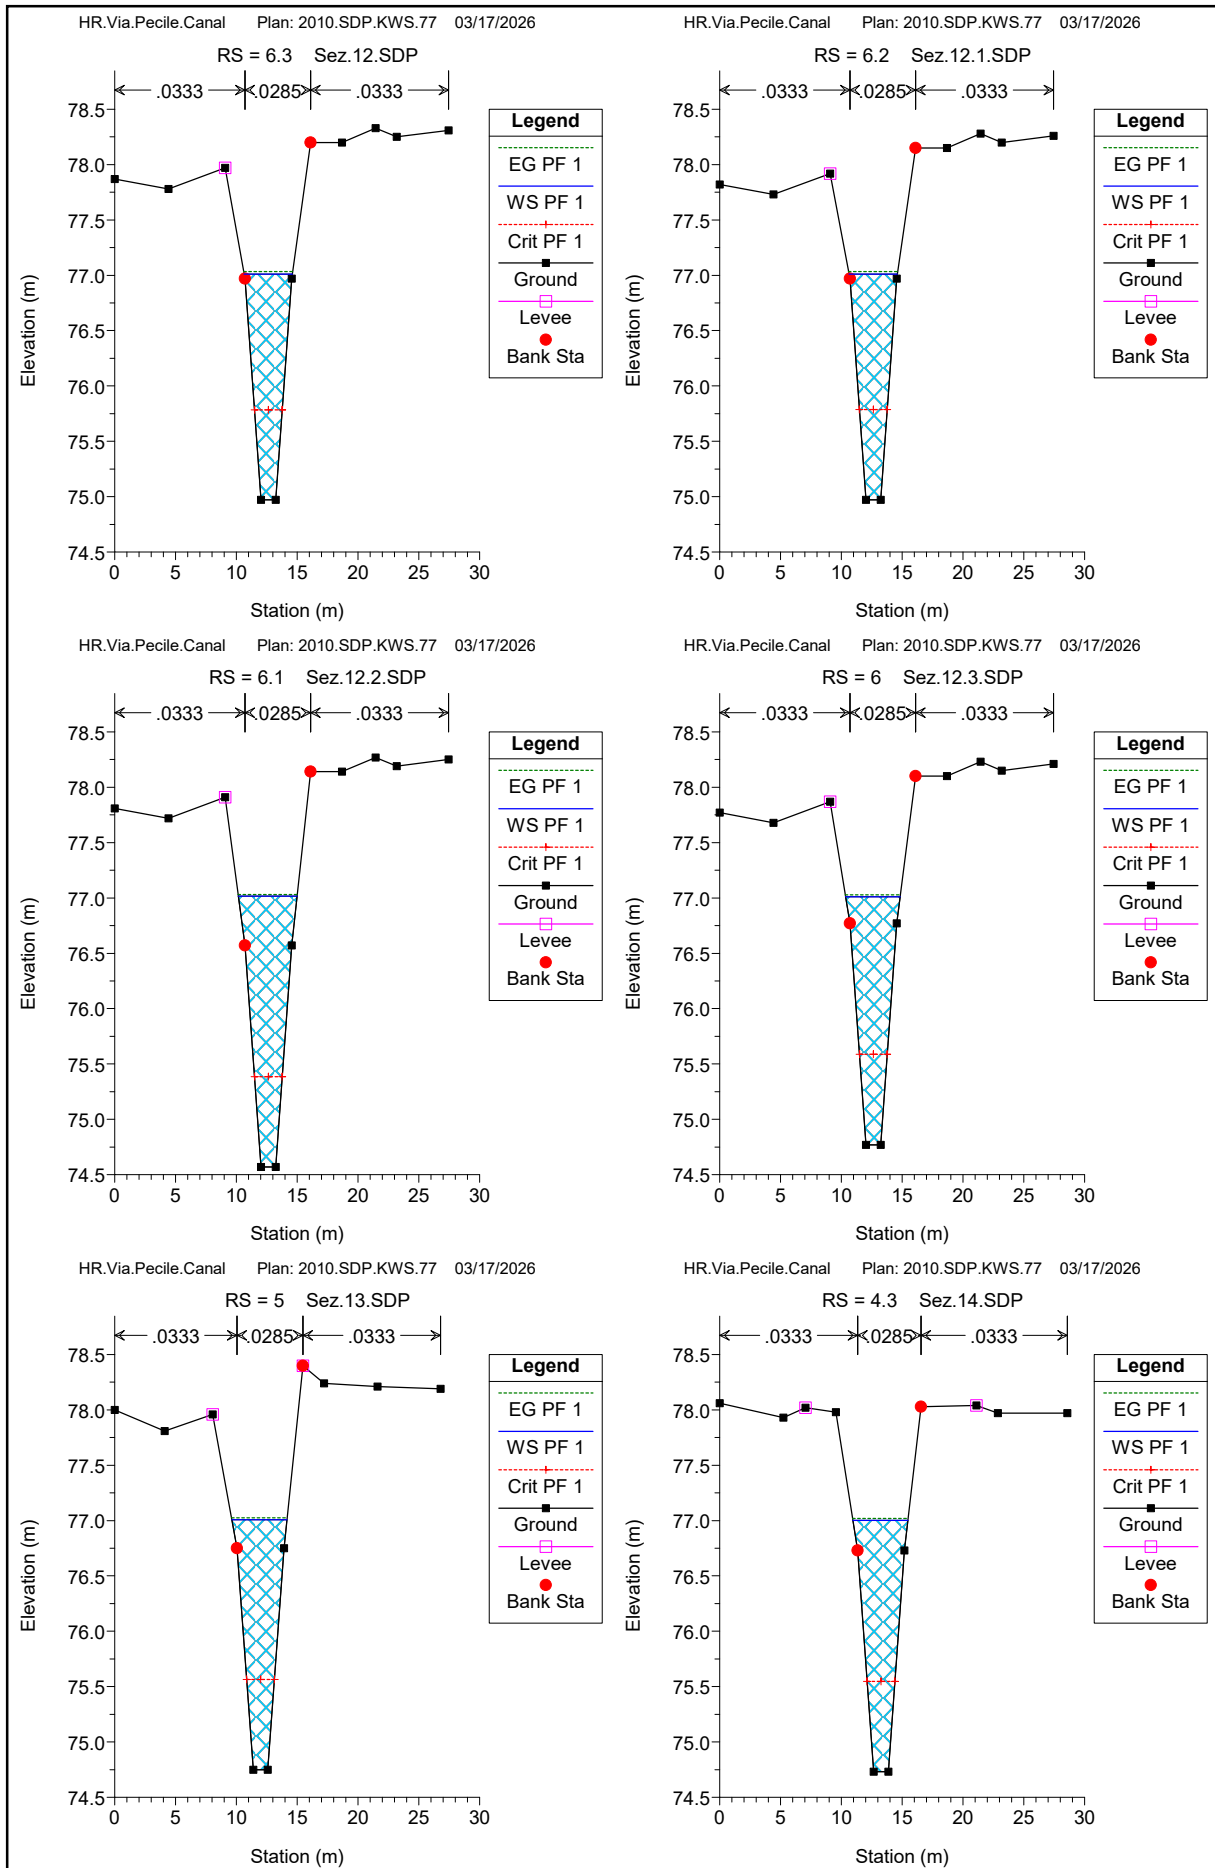 HR.Via.Pecile.Canal Plan: 2010.SDP.KWS.77 03/17/2026
RS = 6.3 Sez.12.SDP
.0333 .0285 .0333
78.5
78.0
77.5
77.0
76.5
76.0
75.5
75.0
74.5
0 5 10 15 20 25 30
Station (m)
Elevation (m)
Legend
EG PF 1
WS PF 1
Crit PF 1
Ground
Levee
Bank Sta
HR.Via.Pecile.Canal Plan: 2010.SDP.KWS.77 03/17/2026
RS = 6.2 Sez.12.1.SDP
.0333 .0285 .0333
78.5
78.0
77.5
77.0
76.5
76.0
75.5
75.0
74.5
0 5 10 15 20 25 30
Station (m)
Elevation (m)
Legend
EG PF 1
WS PF 1
Crit PF 1
Ground
Levee
Bank Sta
HR.Via.Pecile.Canal Plan: 2010.SDP.KWS.77 03/17/2026
RS = 6.1 Sez.12.2.SDP
.0333 .0285 .0333
78.5
78.0
77.5
77.0
76.5
76.0
75.5
75.0
74.5
0 5 10 15 20 25 30
Station (m)
Elevation (m)
Legend
EG PF 1
WS PF 1
Crit PF 1
Ground
Levee
Bank Sta
HR.Via.Pecile.Canal Plan: 2010.SDP.KWS.77 03/17/2026
RS = 6 Sez.12.3.SDP
.0333 .0285 .0333
78.5
78.0
77.5
77.0
76.5
76.0
75.5
75.0
74.5
0 5 10 15 20 25 30
Station (m)
Elevation (m)
Legend
EG PF 1
WS PF 1
Crit PF 1
Ground
Levee
Bank Sta
HR.Via.Pecile.Canal Plan: 2010.SDP.KWS.77 03/17/2026
RS = 5 Sez.13.SDP
.0333 .0285 .0333
78.5
78.0
77.5
77.0
76.5
76.0
75.5
75.0
74.5
0 5 10 15 20 25 30
Station (m)
Elevation (m)
Legend
EG PF 1
WS PF 1
Crit PF 1
Ground
Levee
Bank Sta
HR.Via.Pecile.Canal Plan: 2010.SDP.KWS.77 03/17/2026
RS = 4.3 Sez.14.SDP
.0333 .0285 .0333
78.5
78.0
77.5
77.0
76.5
76.0
75.5
75.0
74.5
0 5 10 15 20 25 30
Station (m)
Elevation (m)
Legend
EG PF 1
WS PF 1
Crit PF 1
Ground
Levee
Bank Sta